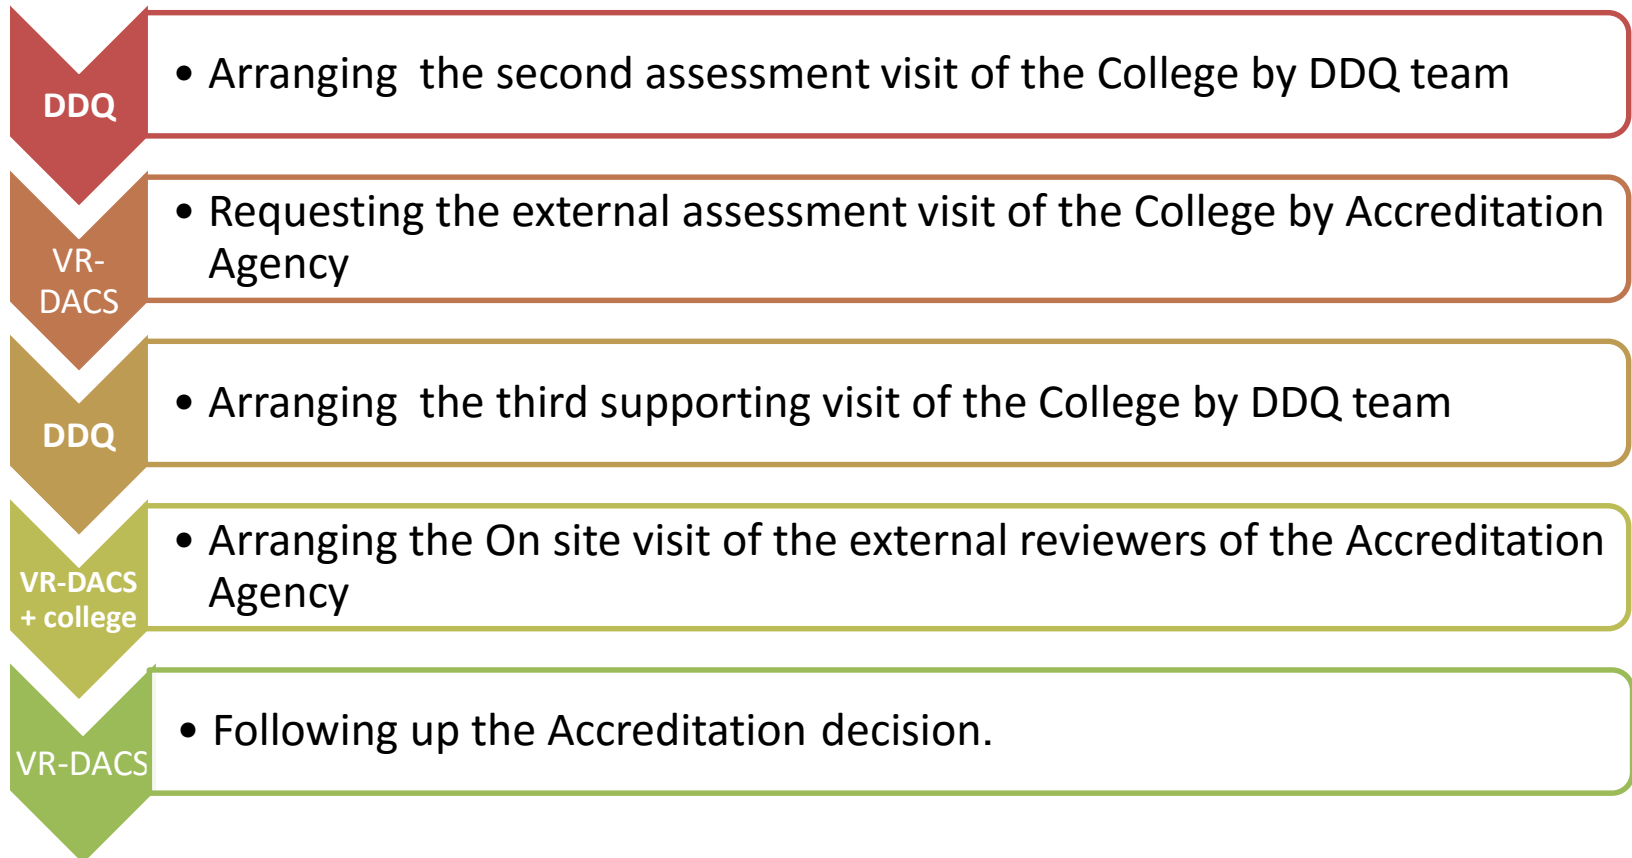 DDQ
• Arranging  the second assessment visit of the College by DDQ team
VR-
DACS
• Requesting the external assessment visit of the College by Accreditation
Agency
DDQ
• Arranging  the third supporting visit of the College by DDQ team
VR-DACS
+ college
• Arranging the On site visit of the external reviewers of the Accreditation
Agency
VR-DACS
• Following up the Accreditation decision.